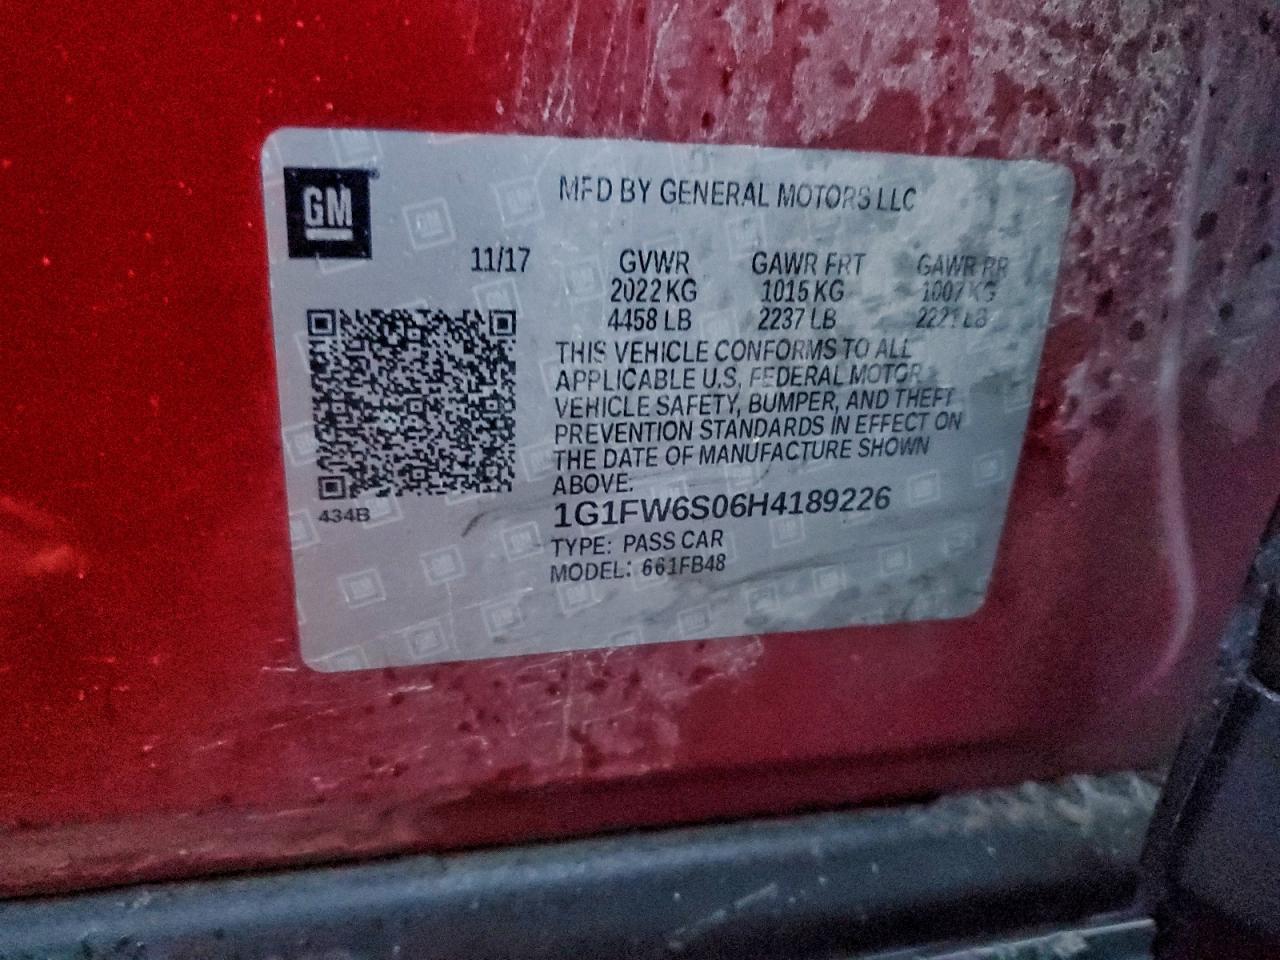 GM
MFD BY GENERAL MOTORS LLC
11/17 GVWR GAWR FRT GAWR RR
2022 KG 1015 KG 1007 KG
4458 LB 2237 LB 2221 LB
THIS VEHICLE CONFORMS TO ALL
APPLICABLE U.S. FEDERAL MOTOR
VEHICLE SAFETY, BUMPER, AND THEFT
PREVENTION STANDARDS IN EFFECT ON
THE DATE OF MANUFACTURE SHOWN
ABOVE.
434B
1G1FW6S06H4189226
TYPE: PASS CAR
MODEL: 661FB48